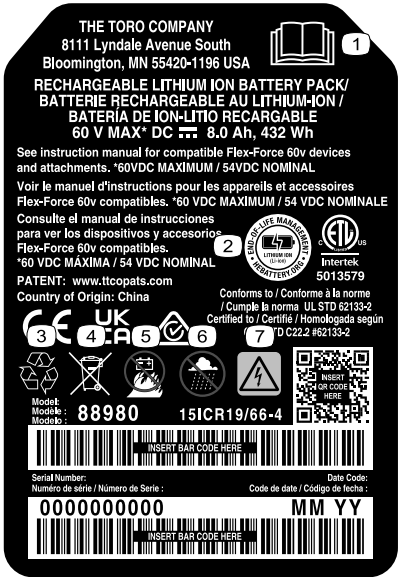 THE TORO COMPANY
8111 Lyndale Avenue South
Bloomington, MN 55420-1196 USA
1
RECHARGEABLE LITHIUM ION BATTERY PACK/
BATTERIE RECHARGEABLE AU LITHIUM-ION /
BATERÍA DE ION-LITIO RECARGABLE
60 V MAX* DC 8.0 Ah, 432 Wh
See instruction manual for compatible Flex-Force 60v devices
and attachments. *60VDC MAXIMUM / 54VDC NOMINAL
Voir le manuel d'instructions pour les appareils et accessoires
Flex-Force 60v compatibles. *60 VDC MAXIMUM / 54 VDC NOMINALE
Consulte el manual de instrucciones
para ver los dispositivos y accesorios
Flex-Force 60v compatibles.
*60 VDC MÁXIMA / 54 VDC NOMINAL
2
END-OF-LIFE MANAGEMENT
LITHIUM ION
(Li-ion)
HEBATTERY.ORG
ETL
C US
Intertek
5013579
PATENT: www.ttcopats.com
Country of Origin: China
Conforms to / Conforme à la norme
/ Cumple la norma UL STD 62133-2
Certified to / Certifié / Homologada según
TD C22.2 #62133-2
CE
UK
CA
3
4
5
6
7
INSERT
QR CODE
HERE
Model:
Modèle :
Modelo :
88980
15ICR19/66-4
INSERT BAR CODE HERE
Serial Number:
Numéro de série / Número de Serie :
Date Code:
Code de date / Código de fecha :
0000000000
MM YY
INSERT BAR CODE HERE